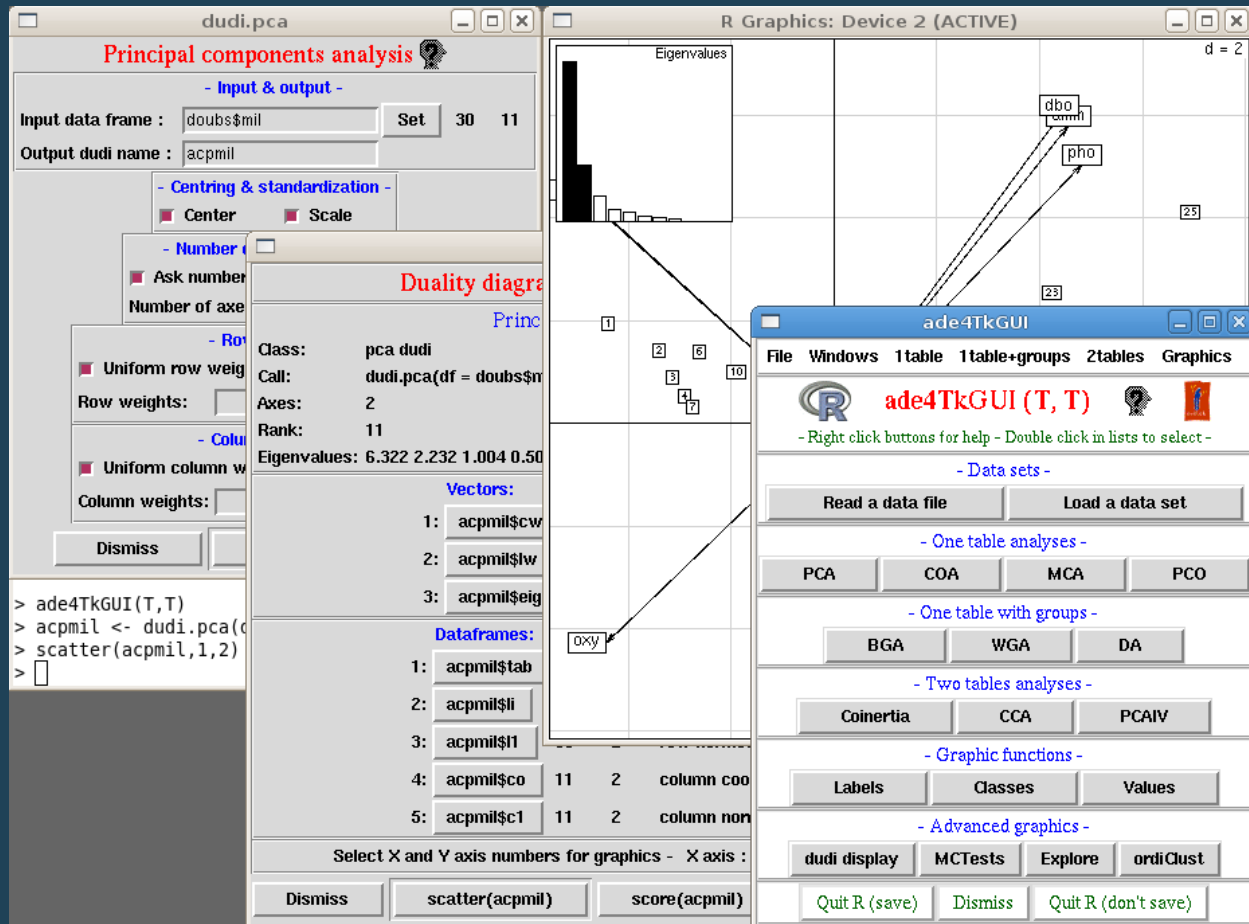 dudi.pca
Principal components analysis
- Input & output -
Input data frame : doubs$mil Set 30 11
Output dudi name : acpmil
- Centring & standardization -
Center Scale
- Number
Ask number
Number of axe
- Ro
Uniform row weig
Row weights:
- Colu
Uniform column w
Column weights:
Dismiss
> ade4TkGUI(T,T)
> acpmil <- dudi.pca(d
> scatter(acpmil,1,2)
>
Duality diagra
Princ
Class: pca dudi
Call: dudi.pca(df = doubs$m
Axes: 2
Rank: 11
Eigenvalues: 6.322 2.232 1.004 0.50
Vectors:
1: acpmil$cw
2: acpmil$lw
3: acpmil$eig
Dataframes:
1: acpmil$tab
2: acpmil$li
3: acpmil$l1
4: acpmil$co 11 2 column coo
5: acpmil$c1 11 2 column nor
Select X and Y axis numbers for graphics - X axis :
Dismiss scatter(acpmil) score(acpmil)
R Graphics: Device 2 (ACTIVE)
Eigenvalues
d = 2
dbo
pho
25
23
1
2
6
3
10
4
7
oxy
ade4TkGUI
File Windows 1table 1table+groups 2tables Graphics
ade4TkGUI (T, T)
- Right click buttons for help - Double click in lists to select -
- Data sets -
Read a data file Load a data set
- One table analyses -
PCA COA MCA PCO
- One table with groups -
BGA WGA DA
- Two tables analyses -
Coinertia CCA PCAIV
- Graphic functions -
Labels Classes Values
- Advanced graphics -
dudi display MCTests Explore ordiClust
Quit R (save) Dismiss Quit R (don't save)